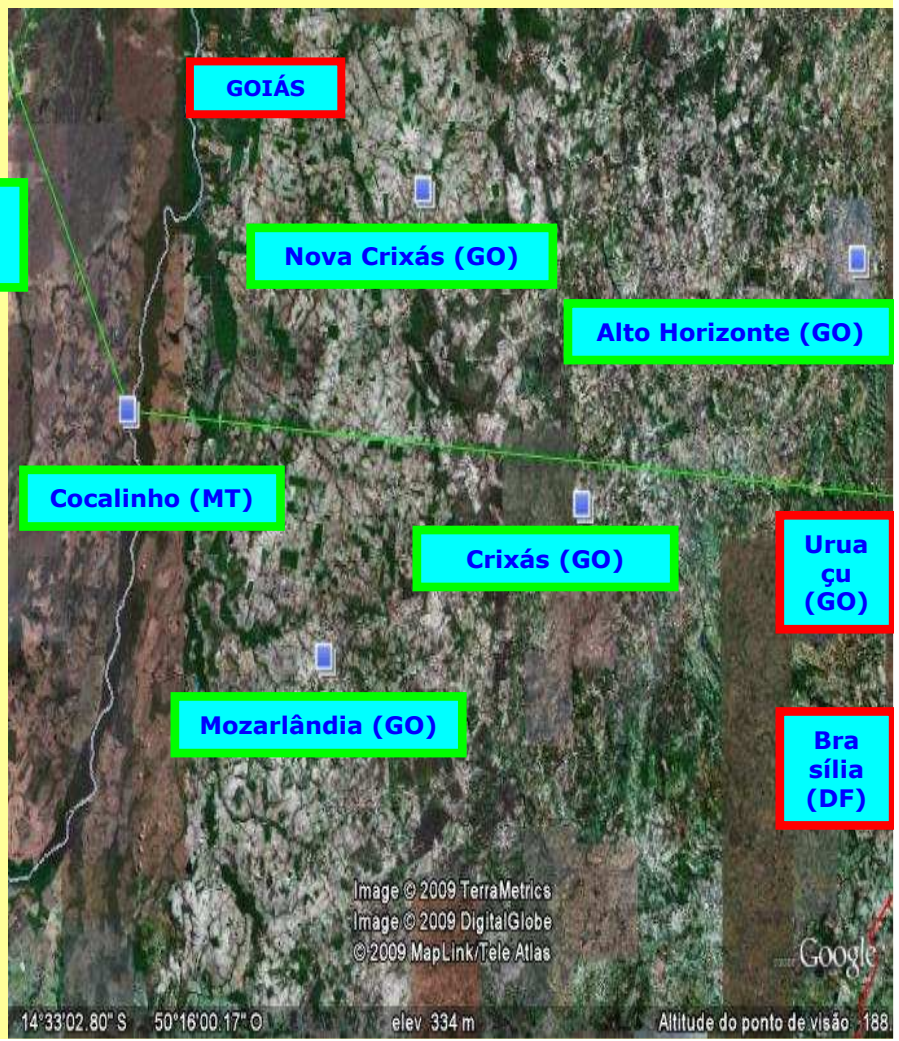 GOIÁS
Nova Crixás (GO)
Alto Horizonte (GO)
Cocalinho (MT)
Crixás (GO)
Urua
çu
(GO)
Mozarlândia (GO)
Bra
sília
(DF)
Image © 2009 TerraMetrics
Image © 2009 DigitalGlobe
© 2009 MapLink/Tele Atlas
Google
14°33'02.80" S 50°16'00.17" O elev 334 m Altitude do ponto de visão 188.